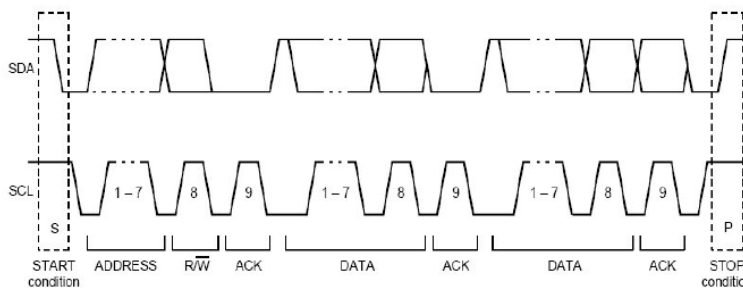 SDA
SCL
1 – 7
8
9
1 – 7
8
9
1 – 7
8
9
S
P
START
condition
ADDRESS
R/W̅
ACK
DATA
ACK
DATA
ACK
STOP
conditio